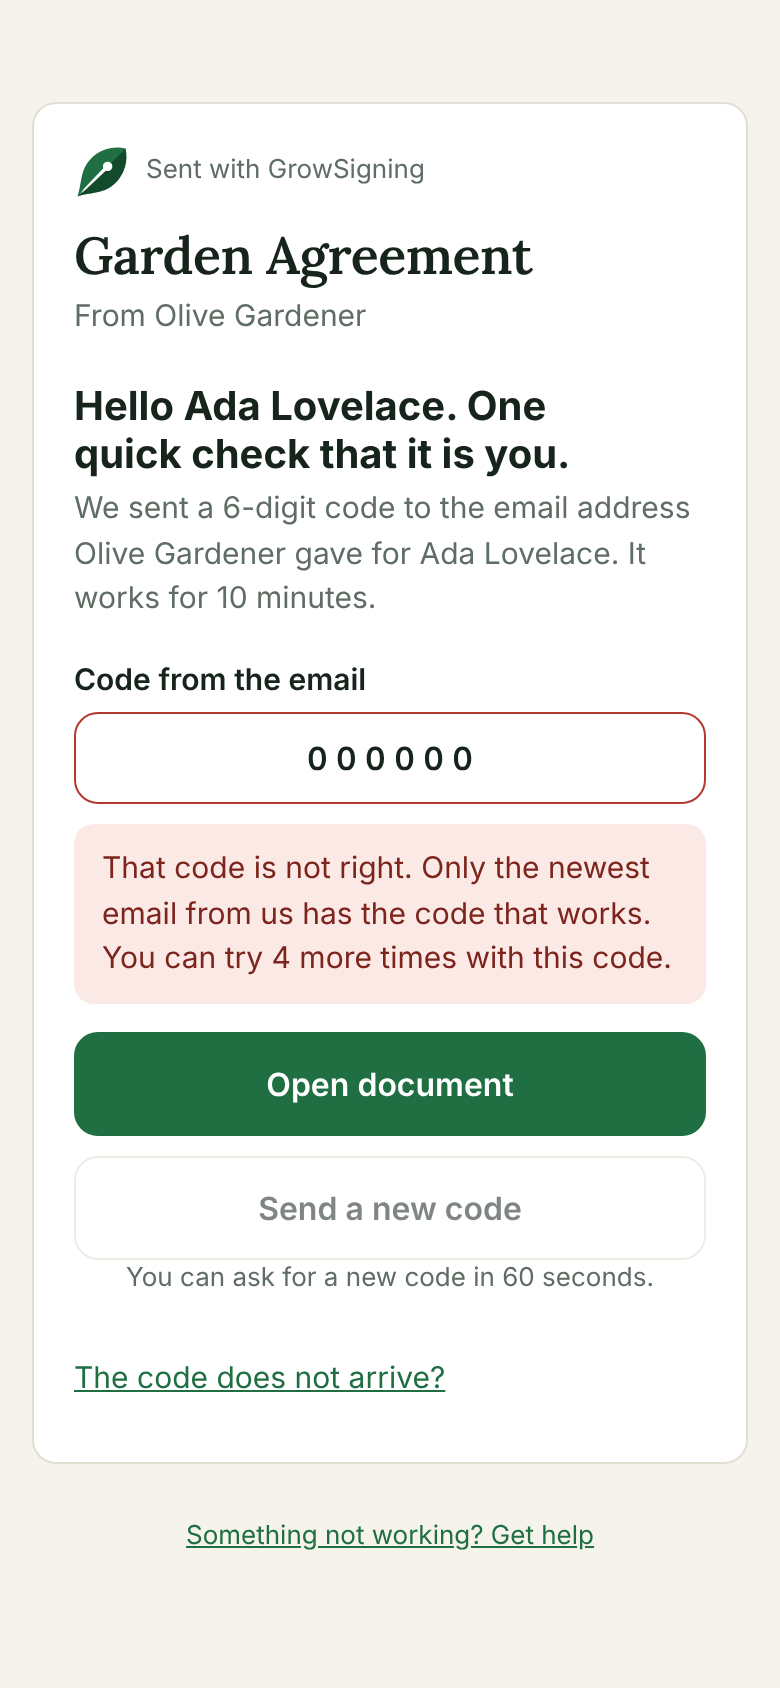 Sent with GrowSigning
Garden Agreement
From Olive Gardener
Hello Ada Lovelace. One
quick check that it is you.
We sent a 6-digit code to the email address
Olive Gardener gave for Ada Lovelace. It
works for 10 minutes.
Code from the email
000000
That code is not right. Only the newest
email from us has the code that works.
You can try 4 more times with this code.
Open document
Send a new code
You can ask for a new code in 60 seconds.
The code does not arrive?
Something not working? Get help